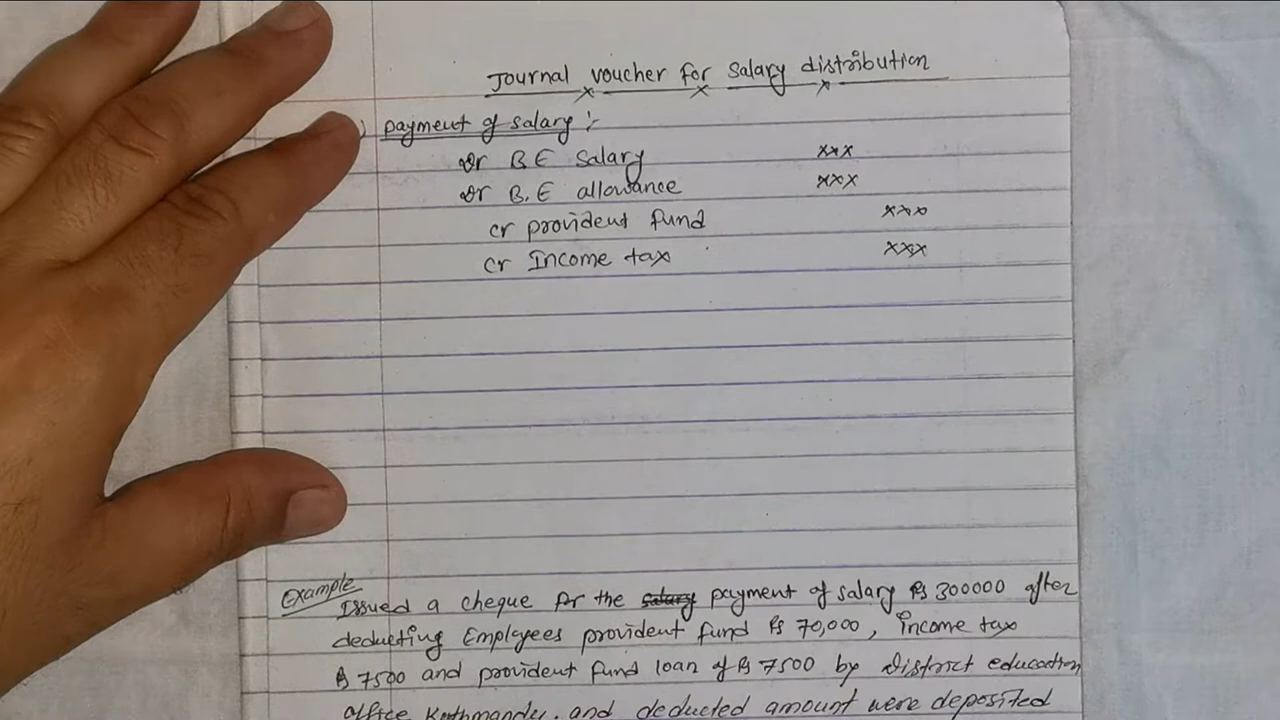 Journal voucher for salary distribution
payment of salary :-
Dr B.E salary xxx
Dr B.E allowance xxx
cr provident fund xxx
cr Income tax xxx
Example
Issued a cheque for the salary payment of salary Rs 300000 after
deducting Employees provident fund Rs 70,000, income tax
Rs 7500 and provident fund loan of Rs 7500 by district education
office Kathmandu, and deducted amount were deposited